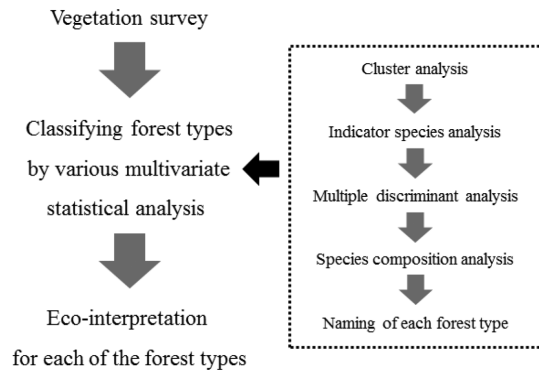 Vegetation survey
Classifying forest types
by various multivariate
statistical analysis
Eco-interpretation
for each of the forest types
Cluster analysis
Indicator species analysis
Multiple discriminant analysis
Species composition analysis
Naming of each forest type